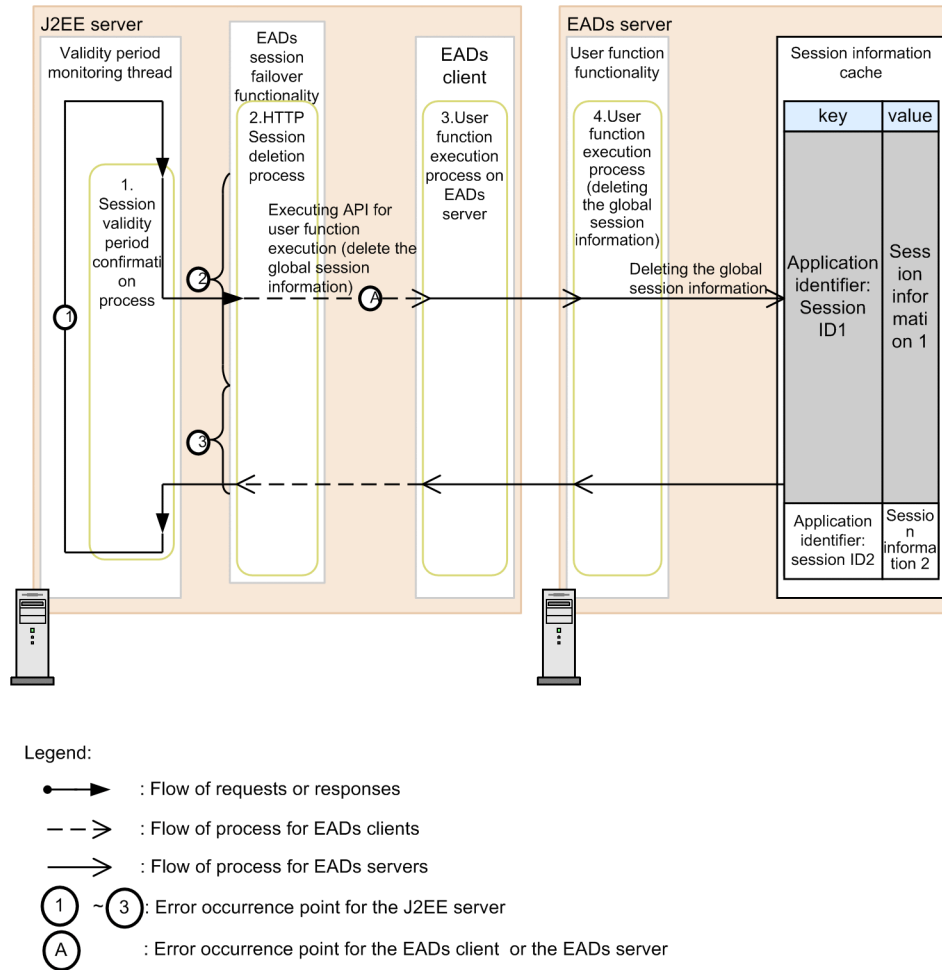 J2EE server
Validity period
monitoring thread
EADs
session
failover
functionality
EADs
client
1.
Session
validity
period
confirmati
on
process
2.HTTP
Session
deletion
process
Executing API for
user function
execution (delete the
global session
information)
3.User
function
execution
process on
EADs
server
1
2
3
A
EADs server
User function
functionality
Session information
cache
4.User
function
execution
process
(deleting
the global
session
information)
Deleting the global
session information
key value
Application
identifier:
Session
ID1
Sess
ion
infor
mati
on 1
Application
identifier:
session ID2
Sessio
n
informa
tion 2
Legend:
: Flow of requests or responses
: Flow of process for EADs clients
: Flow of process for EADs servers
1 ~ 3 : Error occurrence point for the J2EE server
A : Error occurrence point for the EADs client or the EADs server